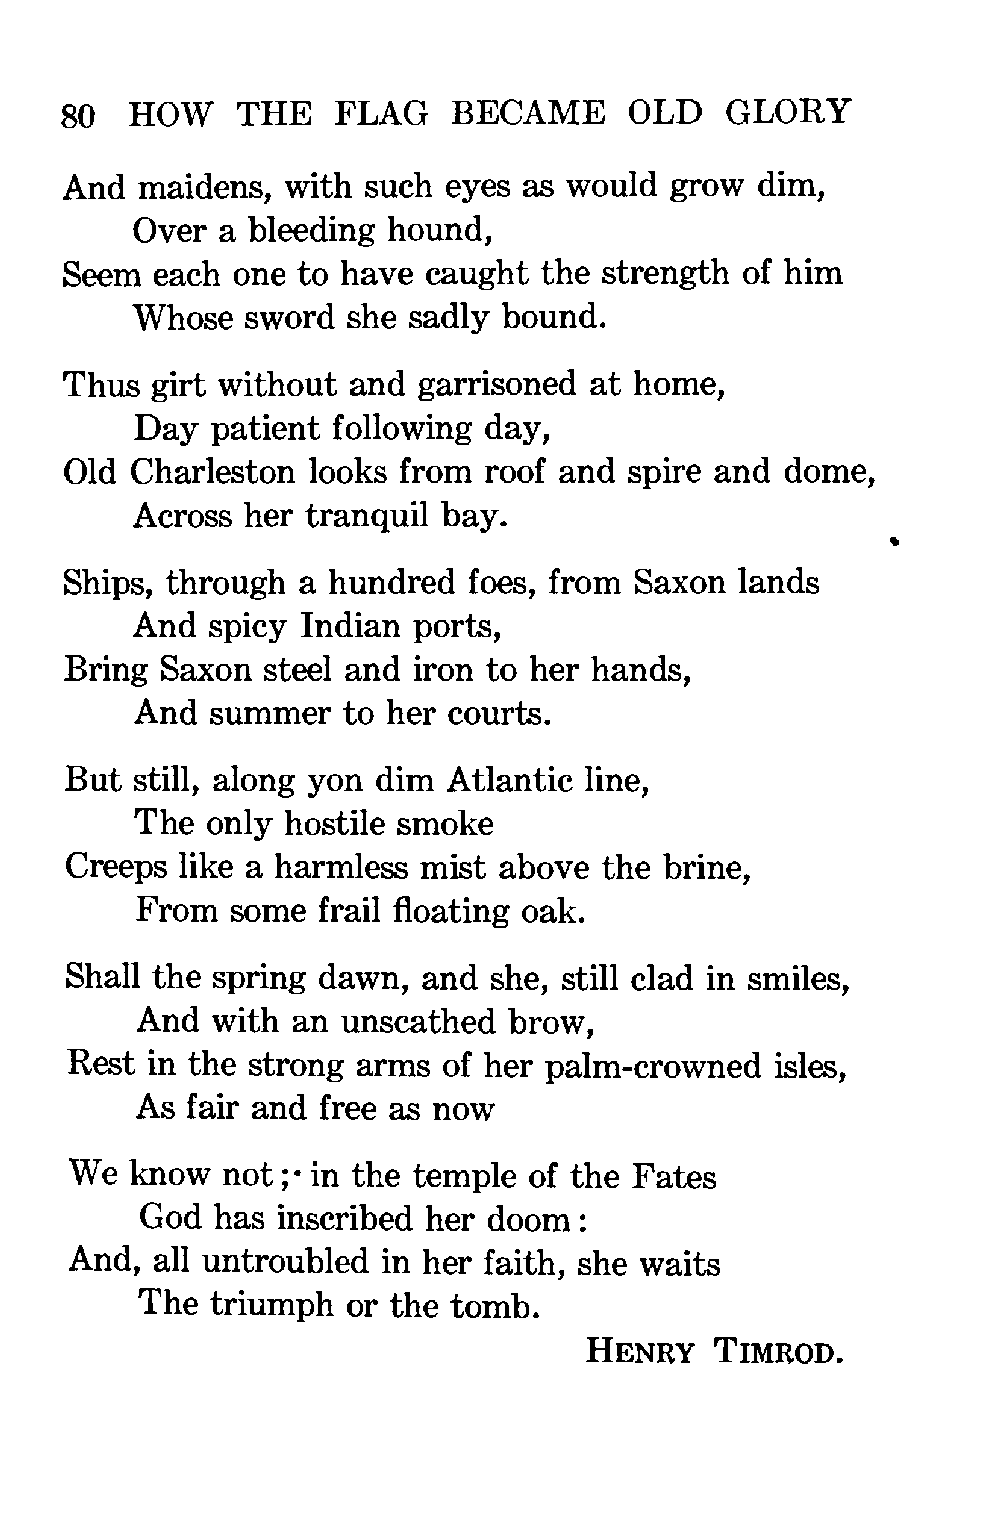 80 HOW THE FLAG BECAME OLD GLORY
And maidens, with such eyes as would grow dim,
Over a bleeding hound,
Seem each one to have caught the strength of him
Whose sword she sadly bound.
Thus girt without and garrisoned at home,
Day patient following day,
Old Charleston looks from roof and spire and dome,
Across her tranquil bay.
Ships, through a hundred foes, from Saxon lands
And spicy Indian ports,
Bring Saxon steel and iron to her hands,
And summer to her courts.
But still, along yon dim Atlantic line,
The only hostile smoke
Creeps like a harmless mist above the brine,
From some frail floating oak.
Shall the spring dawn, and she, still clad in smiles,
And with an unscathed brow,
Rest in the strong arms of her palm-crowned isles,
As fair and free as now
We know not; in the temple of the Fates
God has inscribed her doom:
And, all untroubled in her faith, she waits
The triumph or the tomb.
HENRY TIMROD.